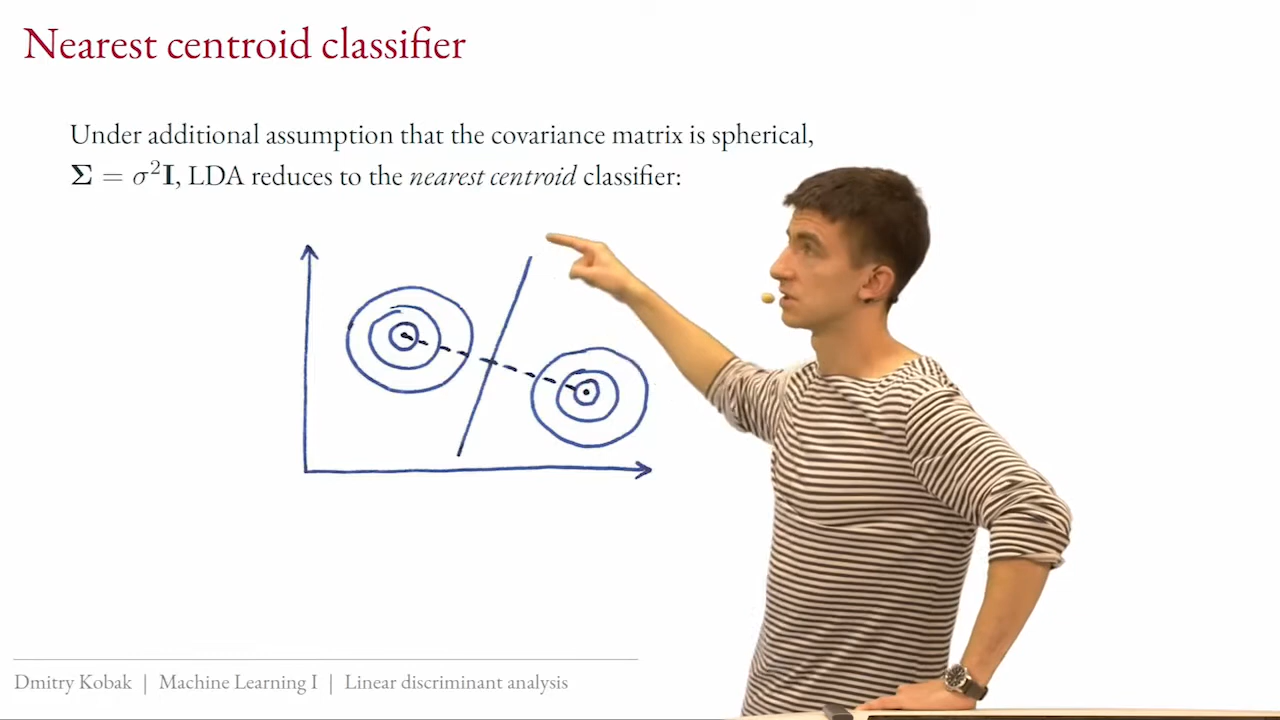 Nearest centroid classifier
Under additional assumption that the covariance matrix is spherical,
Σ = σ²I, LDA reduces to the nearest centroid classifier:
Dmitry Kobak | Machine Learning I | Linear discriminant analysis